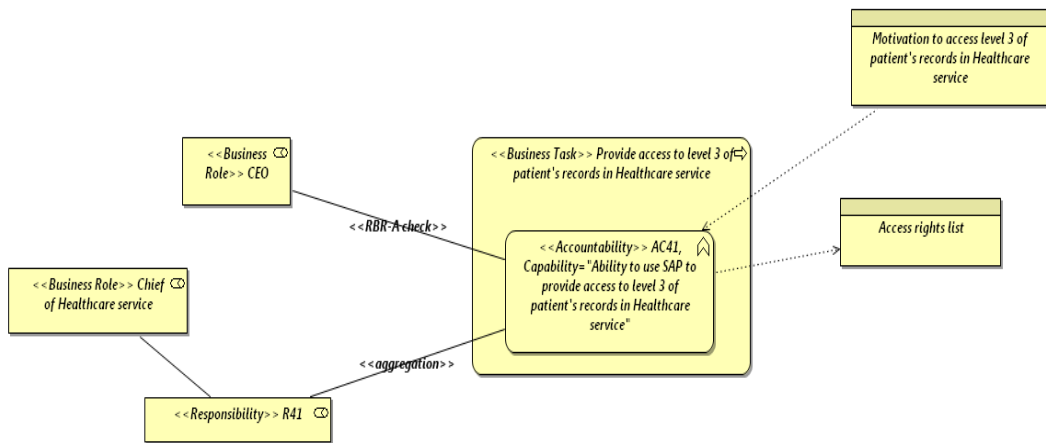 Motivation to access level 3 of
patient's records in Healthcare
service
<<Business
Role>> CEO
<<Business Task>> Provide access to level 3 of
patient's records in Healthcare service
<<RBR-A check>>
Access rights list
<<Accountability>> AC41,
Capability="Ability to use SAP to
provide access to level 3 of
patient's records in Healthcare
service"
<<Business Role>> Chief
of Healthcare service
<<aggregation>>
<<Responsibility>> R41